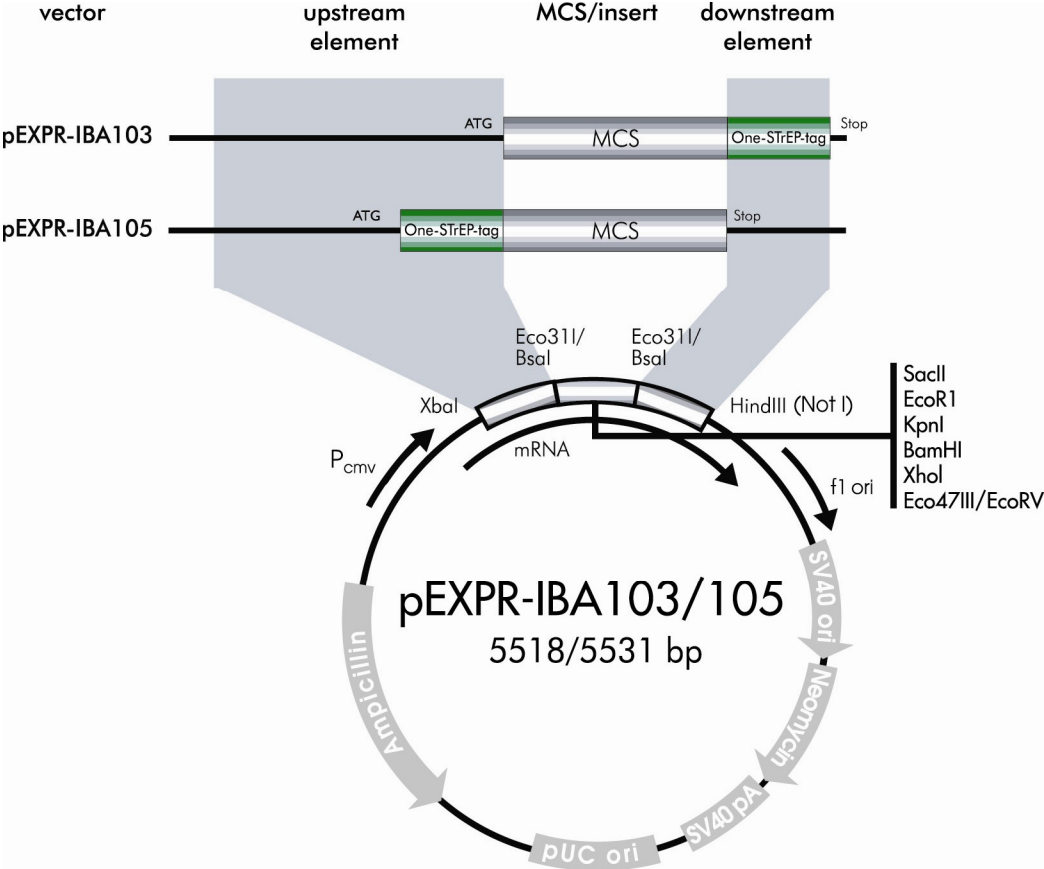 vector
upstream
element
MCS/insert
downstream
element
pEXPR-IBA103
ATG
MCS
One-STrEP-tag
Stop
pEXPR-IBA105
ATG
One-STrEP-tag
MCS
Stop
Eco31I/
BsaI
Eco31I/
BsaI
XbaI
HindIII (Not I)
SacII
EcoR1
KpnI
BamHI
XhoI
Eco47III/EcoRV
Pcmv
mRNA
f1 ori
SV40 ori
pEXPR-IBA103/105
5518/5531 bp
Ampicillin
Neomycin
SV40 pA
pUC ori